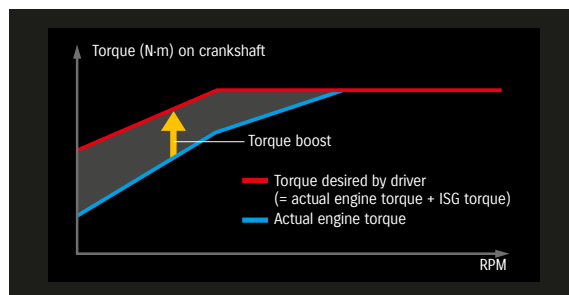 Torque (N·m) on crankshaft
Torque boost
Torque desired by driver
(= actual engine torque + ISG torque)
Actual engine torque
RPM